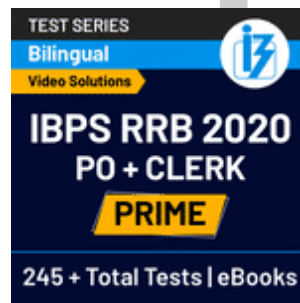 TEST SERIES
Bilingual
Video Solutions
IBPS RRB 2020
PO + CLERK
PRIME
245 + Total Tests | eBooks